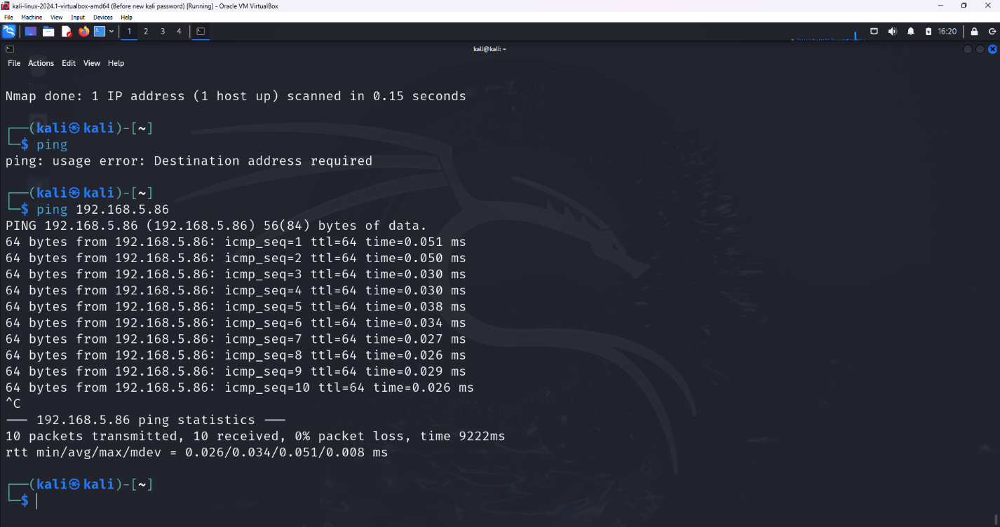 kali-linux-2024.1-virtualbox-amd64 (Before new kali password) [Running] - Oracle VM VirtualBox
File Machine View Input Devices Help
1 2 3 4
16:20
kali@kali: ~
File Actions Edit View Help
Nmap done: 1 IP address (1 host up) scanned in 0.15 seconds
┌──(kali㉿kali)-[~]
└─$ ping
ping: usage error: Destination address required
┌──(kali㉿kali)-[~]
└─$ ping 192.168.5.86
PING 192.168.5.86 (192.168.5.86) 56(84) bytes of data.
64 bytes from 192.168.5.86: icmp_seq=1 ttl=64 time=0.051 ms
64 bytes from 192.168.5.86: icmp_seq=2 ttl=64 time=0.050 ms
64 bytes from 192.168.5.86: icmp_seq=3 ttl=64 time=0.030 ms
64 bytes from 192.168.5.86: icmp_seq=4 ttl=64 time=0.030 ms
64 bytes from 192.168.5.86: icmp_seq=5 ttl=64 time=0.038 ms
64 bytes from 192.168.5.86: icmp_seq=6 ttl=64 time=0.034 ms
64 bytes from 192.168.5.86: icmp_seq=7 ttl=64 time=0.027 ms
64 bytes from 192.168.5.86: icmp_seq=8 ttl=64 time=0.026 ms
64 bytes from 192.168.5.86: icmp_seq=9 ttl=64 time=0.029 ms
64 bytes from 192.168.5.86: icmp_seq=10 ttl=64 time=0.026 ms
^C
--- 192.168.5.86 ping statistics ---
10 packets transmitted, 10 received, 0% packet loss, time 9222ms
rtt min/avg/max/mdev = 0.026/0.034/0.051/0.008 ms
┌──(kali㉿kali)-[~]
└─$